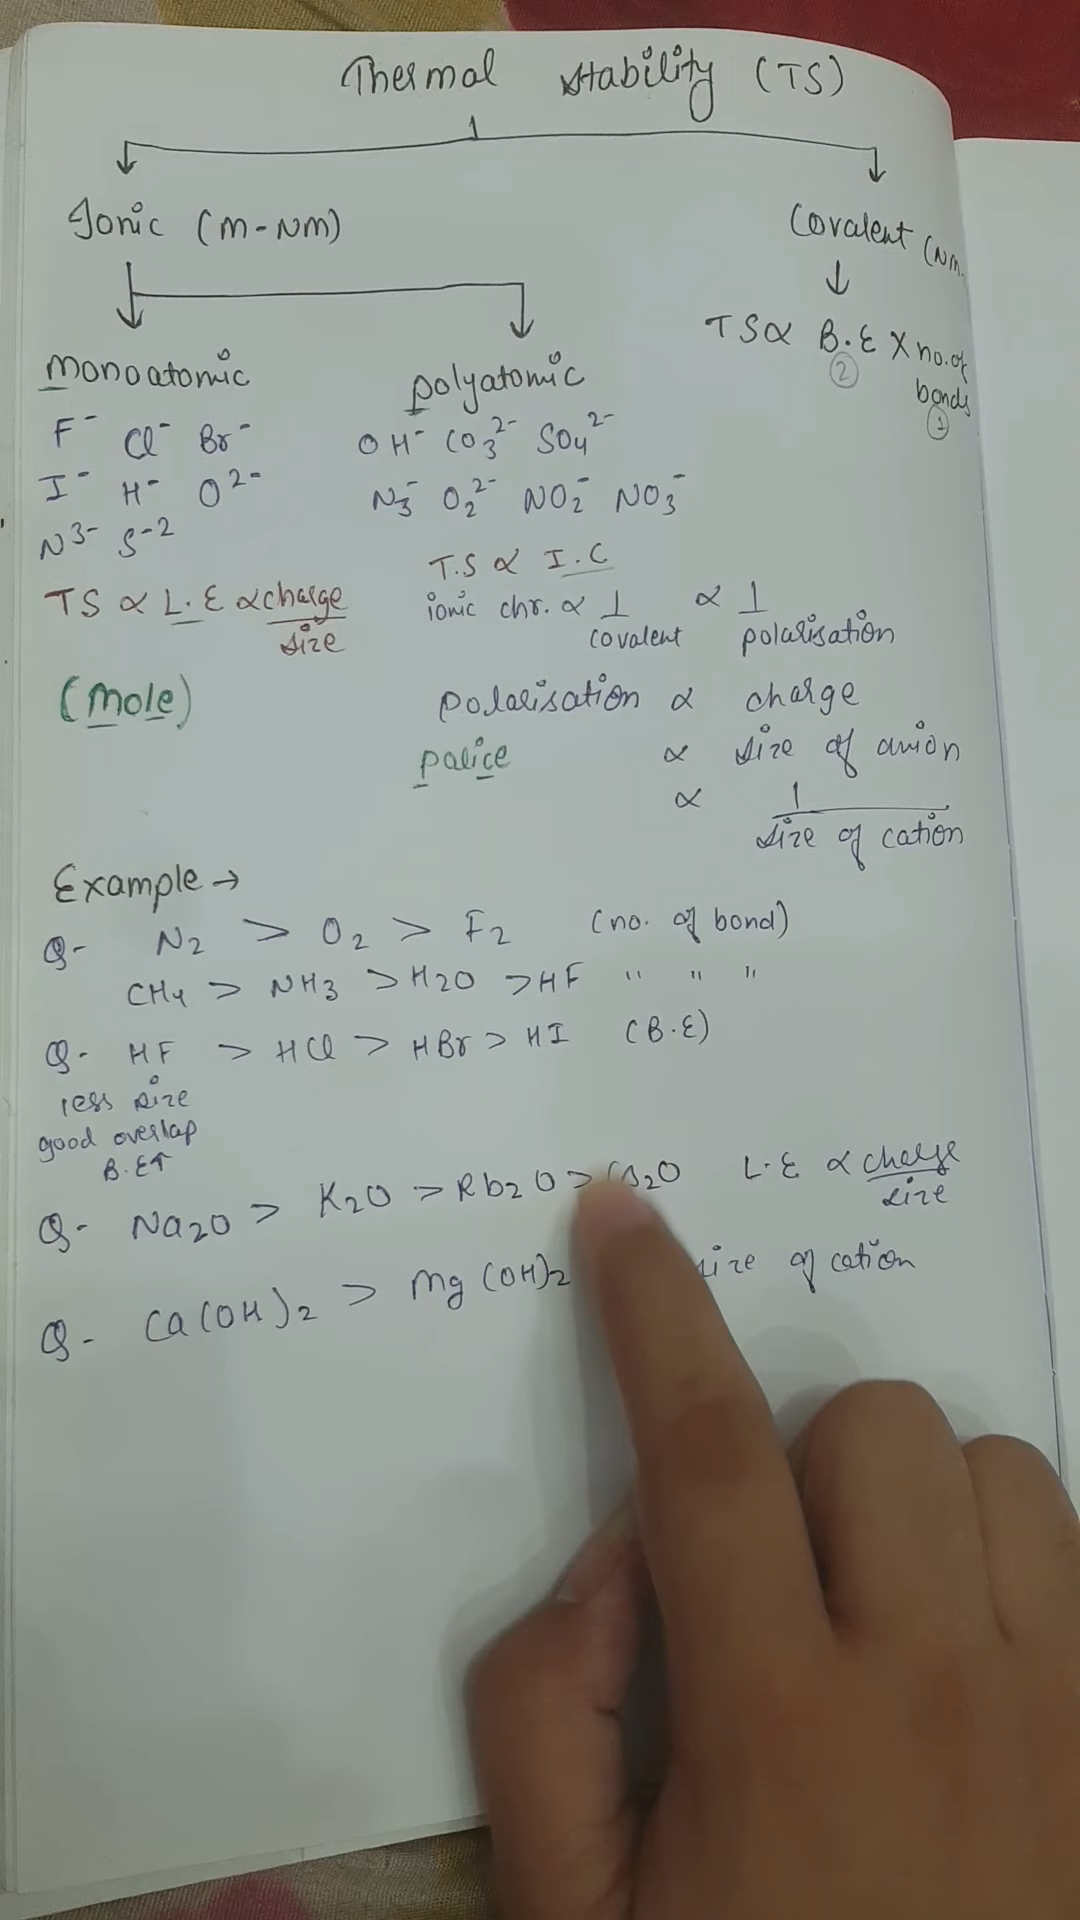 Thermal stability (TS)
Ionic (M-NM)
Covalent (NM.
TS ∝ B.E × no. of bonds
② ①
Monoatomic
polyatomic
F⁻ Cl⁻ Br⁻
I⁻ H⁻ O²⁻
N³⁻ S⁻²
OH⁻ CO₃²⁻ SO₄²⁻
N₃⁻ O₂²⁻ NO₂⁻ NO₃⁻
TS ∝ L.E ∝ charge/size
(Mole)
T.S ∝ I.C
ionic chr. ∝ 1/covalent ∝ 1/polarisation
polarisation ∝ charge
palice ∝ size of anion
∝ 1/size of cation
Example →
Q- N₂ > O₂ > F₂ (no. of bond)
CH₄ > NH₃ > H₂O > HF " " "
Q- HF > HCl > HBr > HI (B.E)
less size
good overlap
B.E↑
Q- Na₂O > K₂O > Rb₂O > Cs₂O L.E ∝ charge/size
Q- Ca(OH)₂ > Mg(OH)₂ size of cation